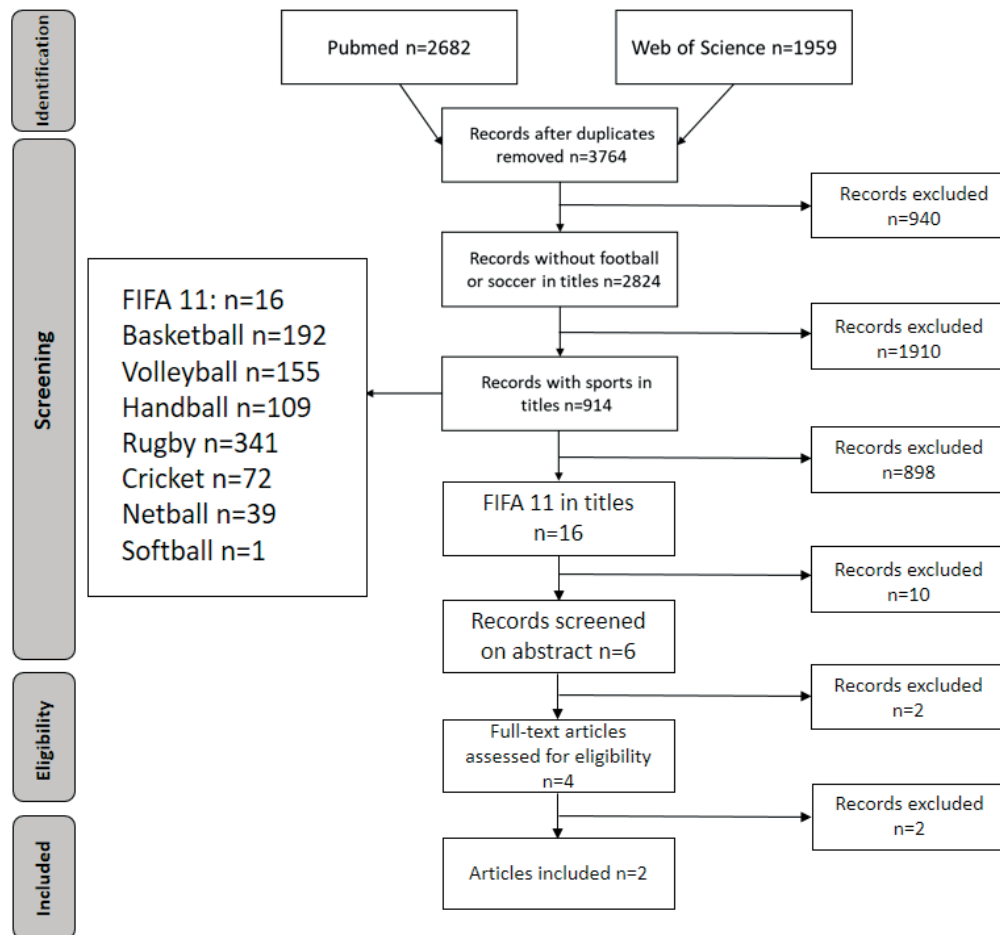 Identification
Pubmed n=2682
Web of Science n=1959
Records after duplicates
removed n=3764
Screening
Records excluded
n=940
Records without football
or soccer in titles n=2824
Records excluded
n=1910
Records with sports in
titles n=914
FIFA 11: n=16
Basketball n=192
Volleyball n=155
Handball n=109
Rugby n=341
Cricket n=72
Netball n=39
Softball n=1
Records excluded
n=898
FIFA 11 in titles
n=16
Records excluded
n=10
Records screened
on abstract n=6
Eligibility
Records excluded
n=2
Full-text articles
assessed for eligibility
n=4
Included
Records excluded
n=2
Articles included n=2